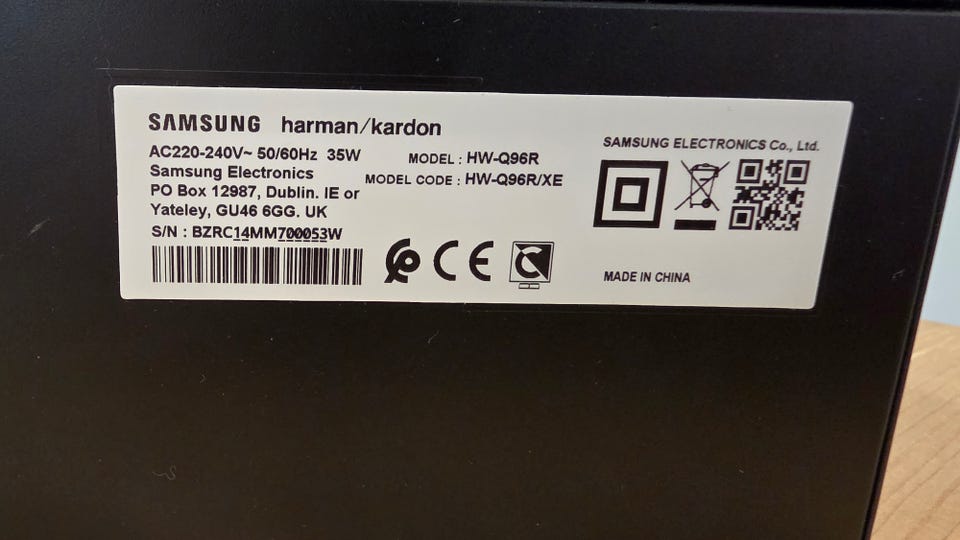 SAMSUNG harman/kardon
AC220-240V~ 50/60Hz 35W
Samsung Electronics
PO Box 12987, Dublin. IE or
Yateley, GU46 6GG. UK
S/N : BZRC14MM700053W
MODEL : HW-Q96R
MODEL CODE : HW-Q96R/XE
CE
SAMSUNG ELECTRONICS Co., Ltd.
MADE IN CHINA